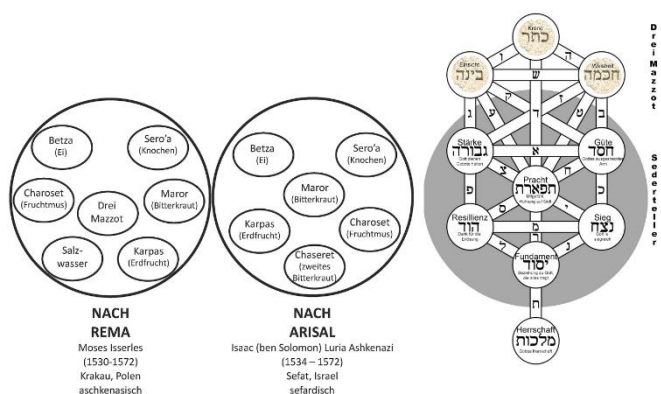 Betza
(Ei)
Sero'a
(Knochen)
Charoset
(Fruchtmus)
Drei
Mazzot
Maror
(Bitterkraut)
Salz-
wasser
Karpas
(Erdfrucht)
NACH
REMA
Moses Isserles
(1530-1572)
Krakau, Polen
aschkenasisch
Betza
(Ei)
Sero'a
(Knochen)
Maror
(Bitterkraut)
Karpas
(Erdfrucht)
Charoset
(Fruchtmus)
Chaseret
(zweites
Bitterkraut)
NACH
ARISAL
Isaac (ben Solomon) Luria Ashkenazi
(1534 – 1572)
Sefat, Israel
sefardisch
Krone
כתר
ו
ה
Einsicht
בינה
ש
Weisheit
חכמה
ג
ע
ק
ד
ז
ט
ב
Stärke
גבורה
א
Güte
חסד
פ
צ
ח
כ
Pracht
תפארת
Resillienz
הוד
ס
מ
י
Sieg
נצח
ל
ר
נ
Fundament
יסוד
ת
Herrschaft
מלכות
Drei Mazzot
Sederteller